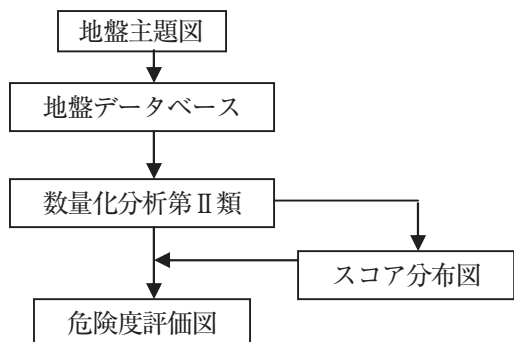 地盤主題図
地盤データベース
数量化分析第Ⅱ類
スコア分布図
危険度評価図